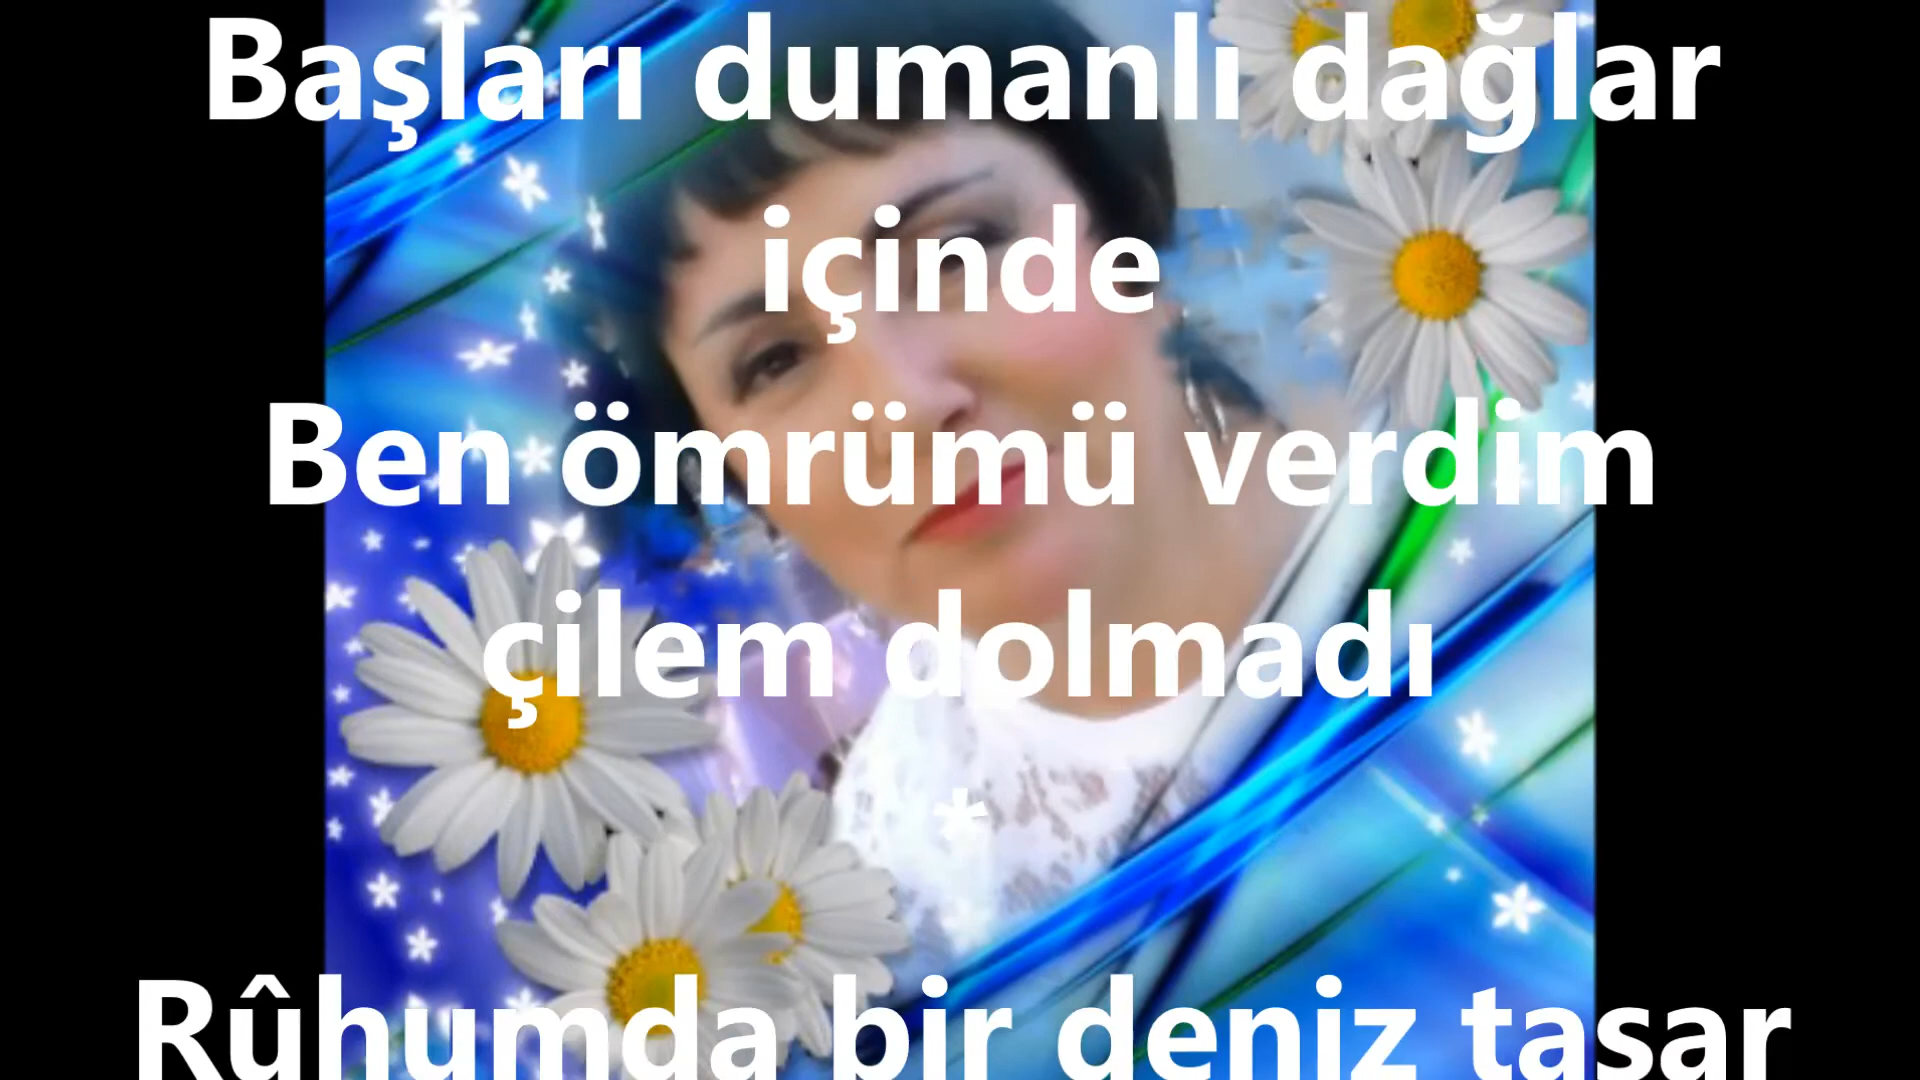 Başları dumanlı dağlar
içinde
Ben ömrümü verdim
çilem dolmadı
*
Rûhumda bir deniz taşar